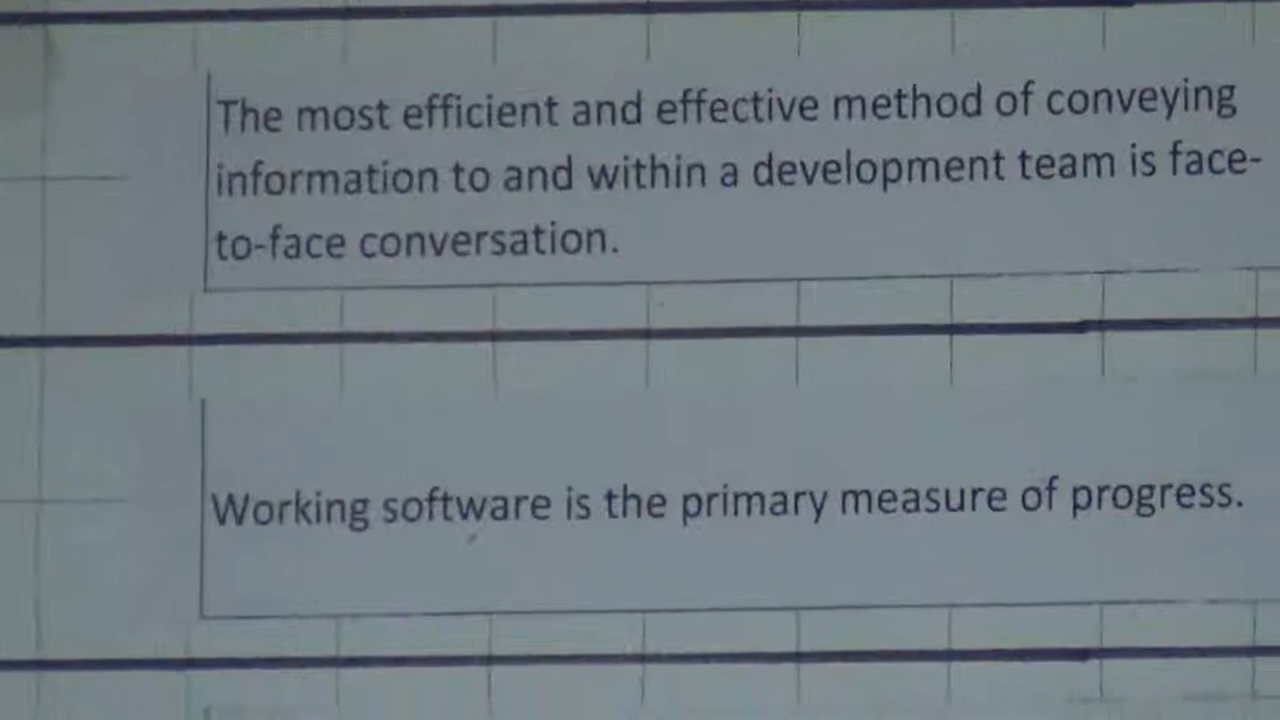 The most efficient and effective method of conveying
information to and within a development team is face-
to-face conversation.
Working software is the primary measure of progress.